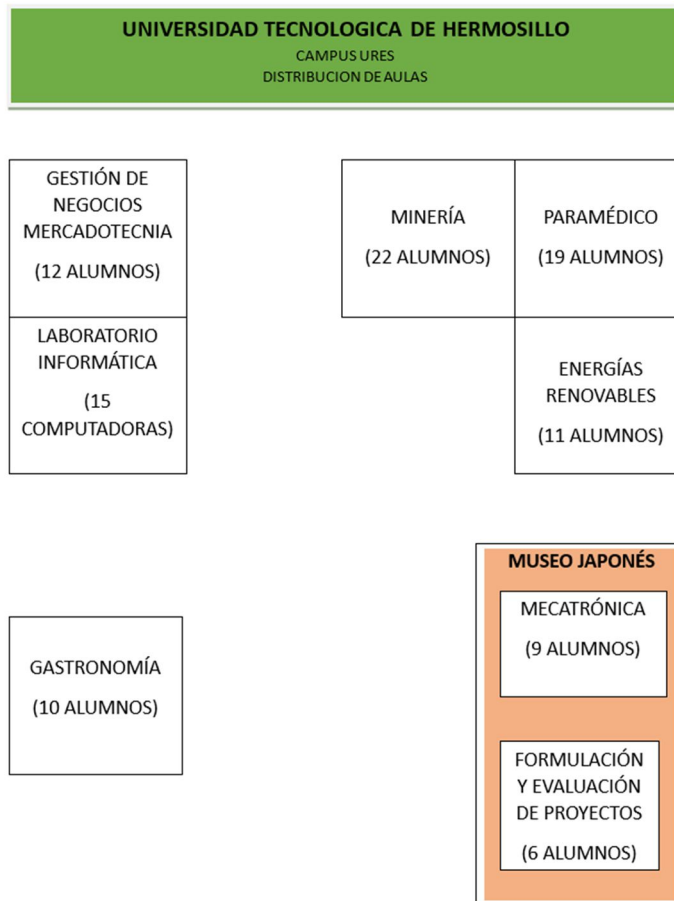 UNIVERSIDAD TECNOLOGICA DE HERMOSILLO
CAMPUS URES
DISTRIBUCION DE AULAS
GESTIÓN DE
NEGOCIOS
MERCADOTECNIA
(12 ALUMNOS)
MINERÍA
(22 ALUMNOS)
PARAMÉDICO
(19 ALUMNOS)
LABORATORIO
INFORMÁTICA
(15
COMPUTADORAS)
ENERGÍAS
RENOVABLES
(11 ALUMNOS)
MUSEO JAPONÉS
MECATRÓNICA
(9 ALUMNOS)
GASTRONOMÍA
(10 ALUMNOS)
FORMULACIÓN
Y EVALUACIÓN
DE PROYECTOS
(6 ALUMNOS)